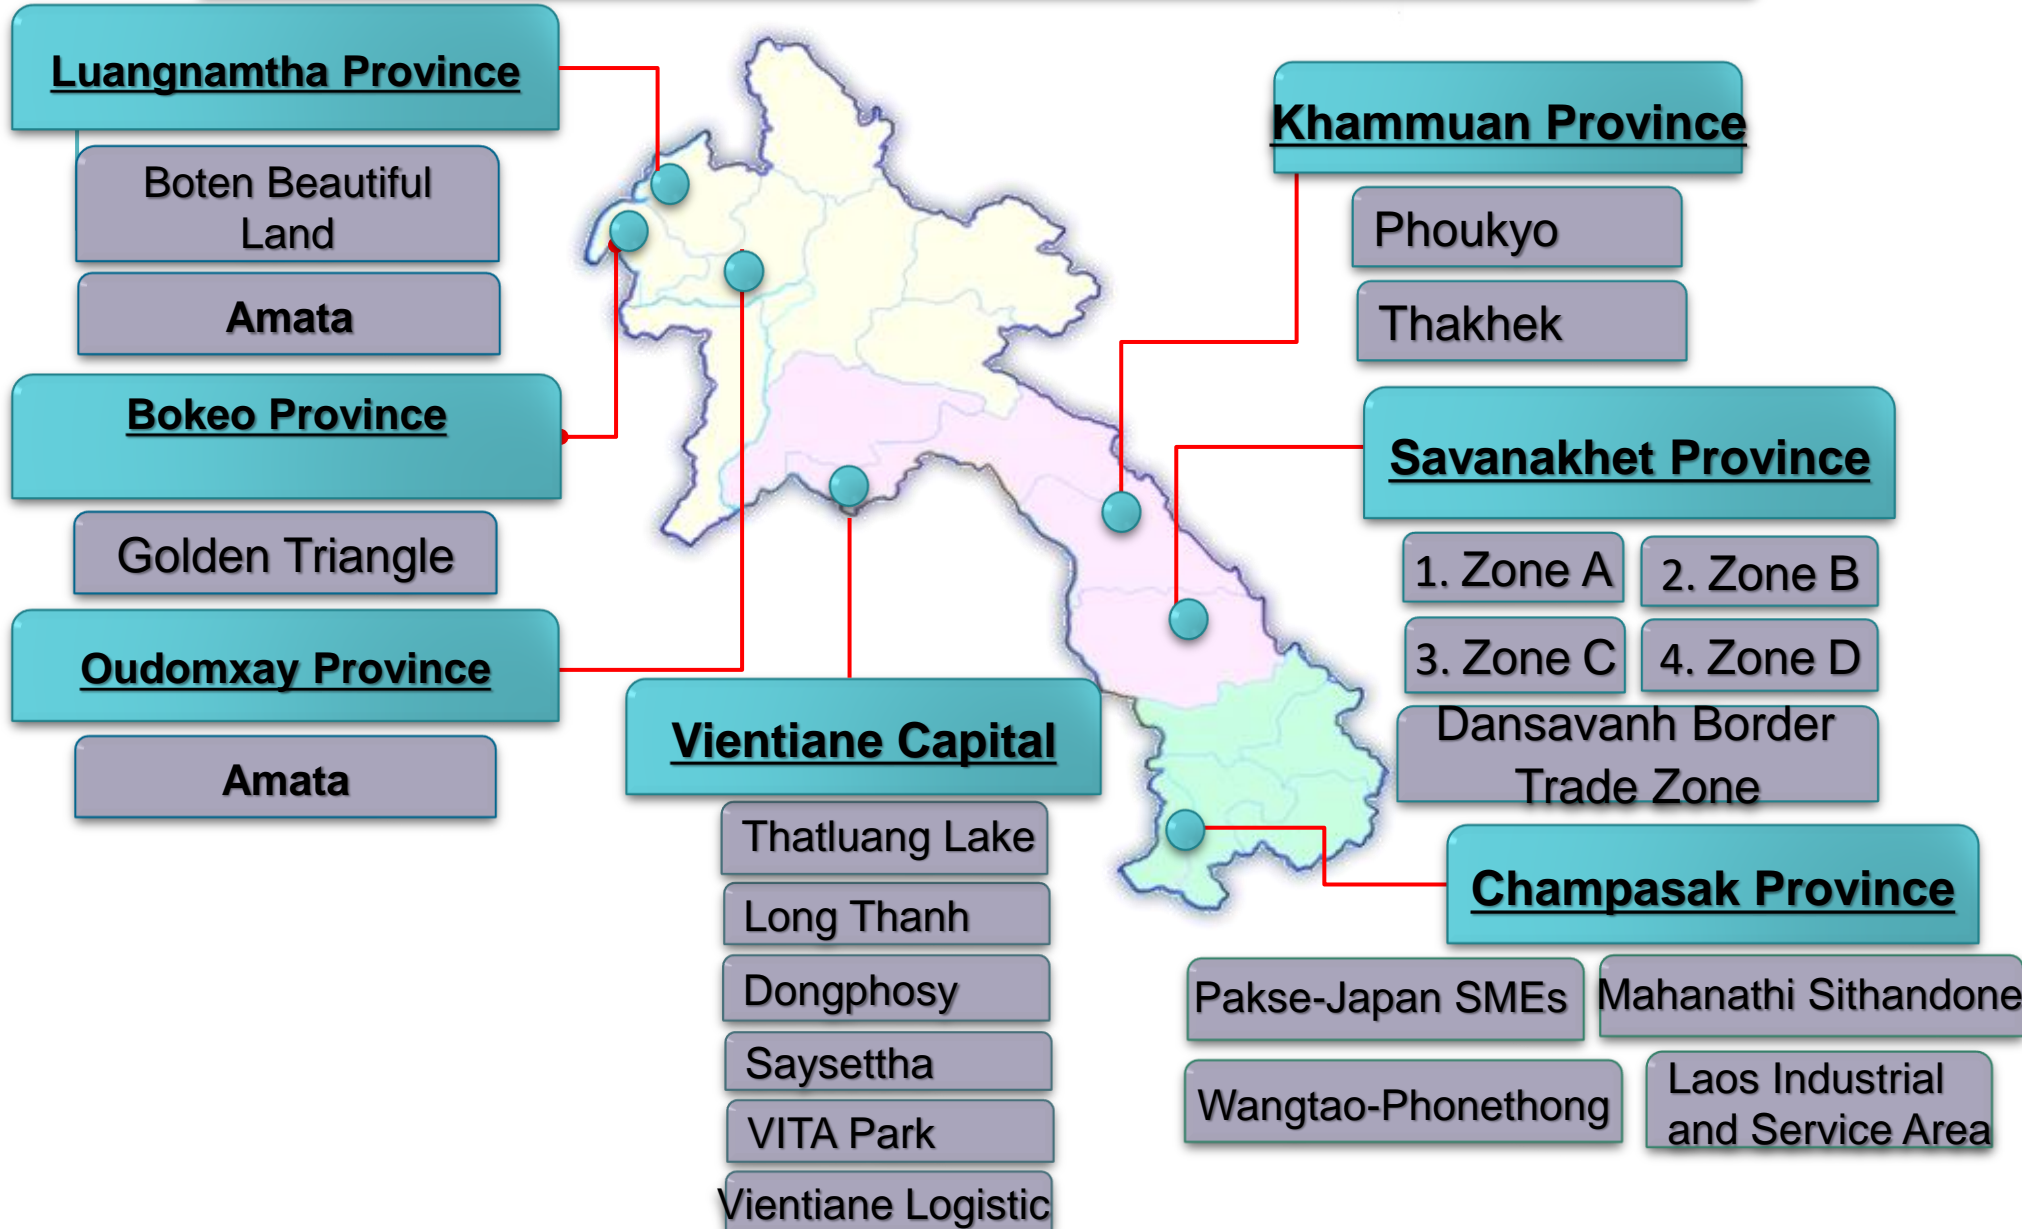 Luangnamtha Province
Boten Beautiful
Land
Amata
Bokeo Province
Golden Triangle
Oudomxay Province
Amata
Vientiane Capital
Thatluang Lake
Long Thanh
Dongphosy
Saysettha
VITA Park
Vientiane Logistic
Khammuan Province
Phoukyo
Thakhek
Savanakhet Province
1. Zone A
2. Zone B
3. Zone C
4. Zone D
Dansavanh Border
Trade Zone
Champasak Province
Pakse-Japan SMEs
Mahanathi Sithandone
Wangtao-Phonethong
Laos Industrial
and Service Area